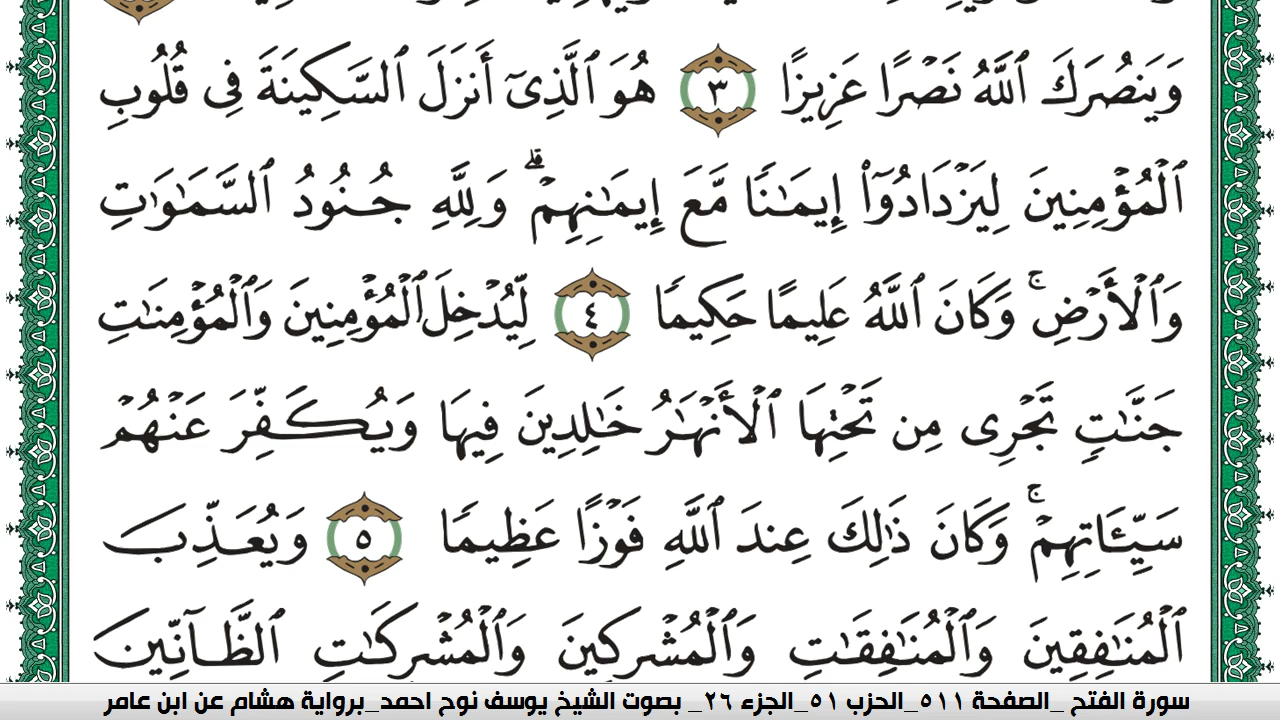 وَيَنصُرَكَ ٱللَّهُ نَصۡرًا عَزِيزًا ٣ هُوَ ٱلَّذِيٓ أَنزَلَ ٱلسَّكِينَةَ فِي قُلُوبِ
ٱلۡمُؤۡمِنِينَ لِيَزۡدَادُوٓاْ إِيمَٰنٗا مَّعَ إِيمَٰنِهِمۡۗ وَلِلَّهِ جُنُودُ ٱلسَّمَٰوَٰتِ
وَٱلۡأَرۡضِۚ وَكَانَ ٱللَّهُ عَلِيمًا حَكِيمٗا ٤ لِّيُدۡخِلَ ٱلۡمُؤۡمِنِينَ وَٱلۡمُؤۡمِنَٰتِ
جَنَّٰتٖ تَجۡرِي مِن تَحۡتِهَا ٱلۡأَنۡهَٰرُ خَٰلِدِينَ فِيهَا وَيُكَفِّرَ عَنۡهُمۡ
سَيِّـَٔاتِهِمۡۚ وَكَانَ ذَٰلِكَ عِندَ ٱللَّهِ فَوۡزًا عَظِيمٗا ٥ وَيُعَذِّبَ
ٱلۡمُنَٰفِقِينَ وَٱلۡمُنَٰفِقَٰتِ وَٱلۡمُشۡرِكِينَ وَٱلۡمُشۡرِكَٰتِ ٱلظَّآنِّينَ
سورة الفتح _الصفحة ٥١١_الحزب ٥١_الجزء ٢٦_ بصوت الشيخ يوسف نوح احمد_برواية هشام عن ابن عامر